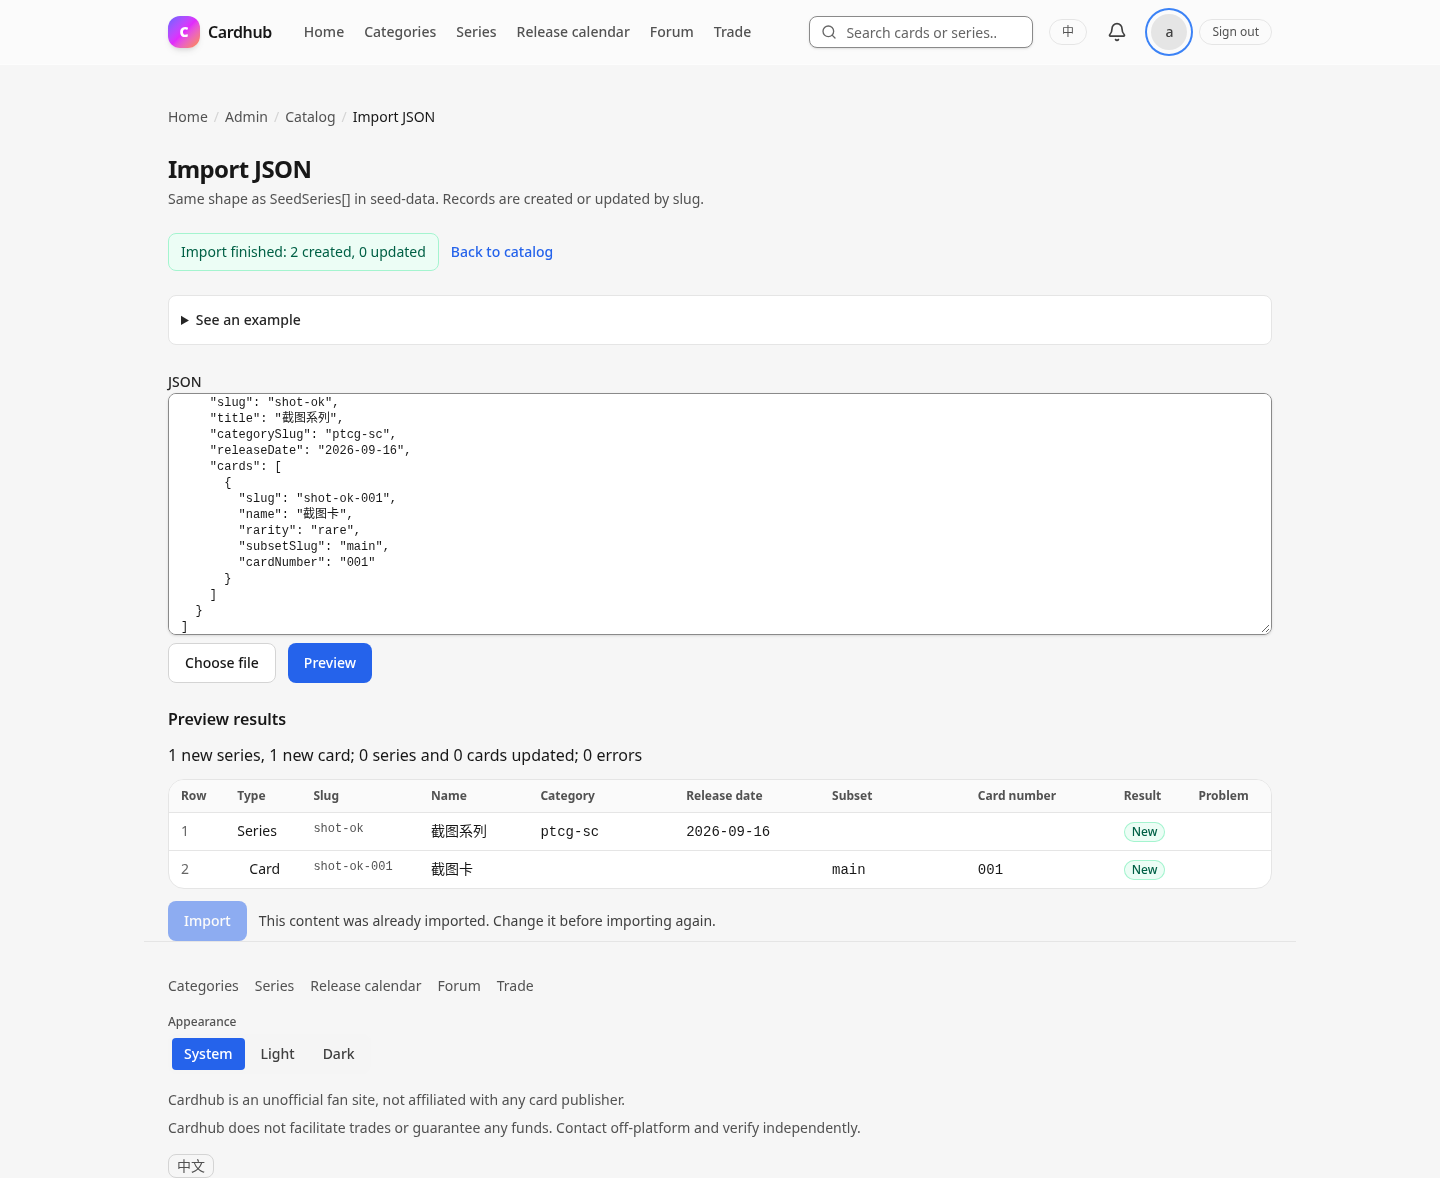 C Cardhub Home Categories Series Release calendar Forum Trade Search cards or series.. 中 a Sign out
Home / Admin / Catalog / Import JSON
Import JSON
Same shape as SeedSeries[] in seed-data. Records are created or updated by slug.
Import finished: 2 created, 0 updated Back to catalog
See an example
JSON
"slug": "shot-ok",
"title": "截图系列",
"categorySlug": "ptcg-sc",
"releaseDate": "2026-09-16",
"cards": [
{
"slug": "shot-ok-001",
"name": "截图卡",
"rarity": "rare",
"subsetSlug": "main",
"cardNumber": "001"
}
]
}
]
Choose file Preview
Preview results
1 new series, 1 new card; 0 series and 0 cards updated; 0 errors
Row Type Slug Name Category Release date Subset Card number Result Problem
1 Series shot-ok 截图系列 ptcg-sc 2026-09-16 New
2 Card shot-ok-001 截图卡 main 001 New
Import This content was already imported. Change it before importing again.
Categories Series Release calendar Forum Trade
Appearance
System Light Dark
Cardhub is an unofficial fan site, not affiliated with any card publisher.
Cardhub does not facilitate trades or guarantee any funds. Contact off-platform and verify independently.
中文